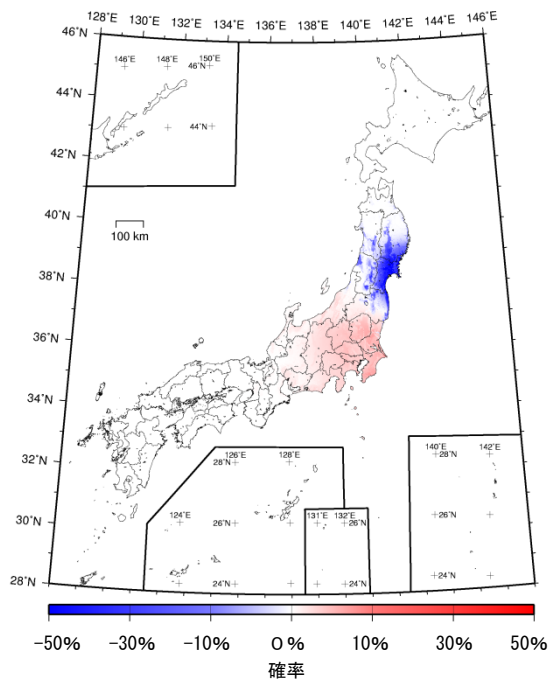 128˚E 130˚E 132˚E 134˚E 136˚E 138˚E 140˚E 142˚E 144˚E 146˚E
46˚N
146˚E 148˚E 150˚E
46˚N
44˚N
44˚N
42˚N
40˚N
100 km
38˚N
36˚N
34˚N
32˚N
126˚E 128˚E
28˚N
140˚E 142˚E
28˚N
30˚N
124˚E
26˚N
131˚E 132˚E
26˚N
26˚N
28˚N
24˚N
24˚N
24˚N
-50% -30% -10% 0% 10% 30% 50%
確率